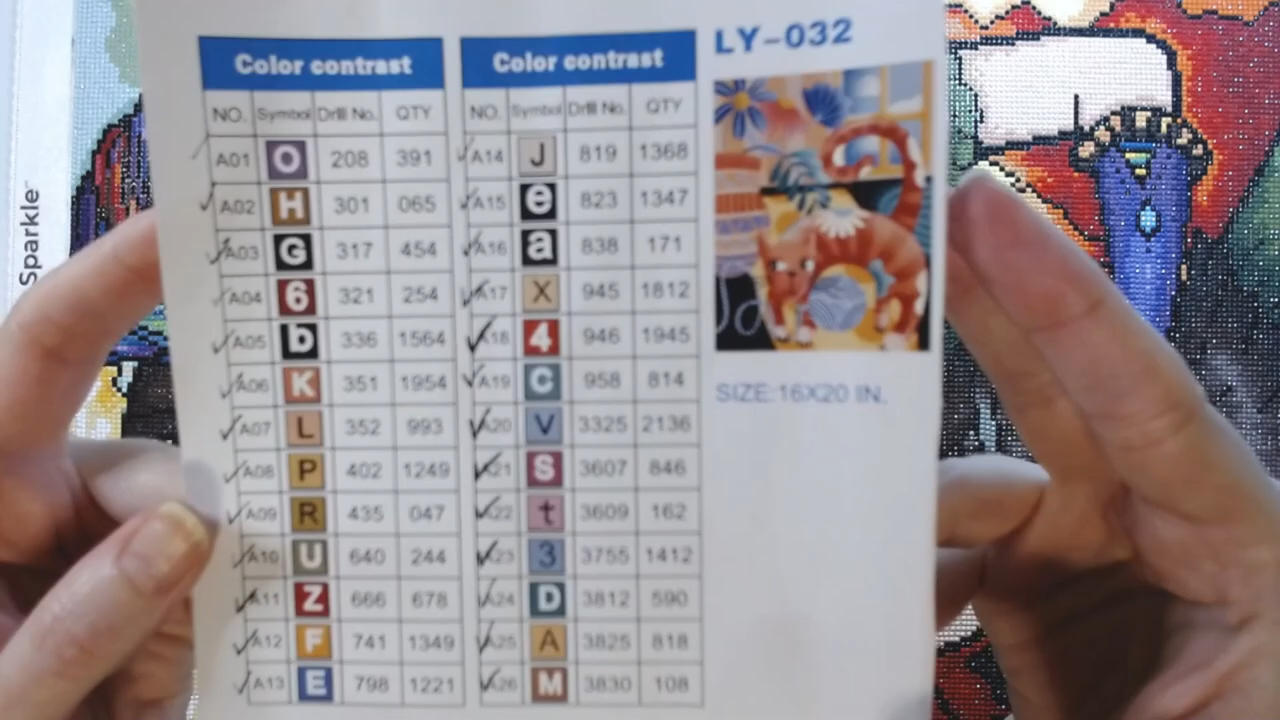 Sparkle™
LY-032
Color contrast
NO. Symbol Drill No. QTY
A01 O 208 391
A02 H 301 065
A03 G 317 454
A04 6 321 254
A05 b 336 1564
A06 K 351 1954
A07 L 352 993
A08 P 402 1249
A09 R 435 047
A10 U 640 244
A11 Z 666 678
A12 F 741 1349
A13 E 798 1221
Color contrast
NO. Symbol Drill No. QTY
A14 J 819 1368
A15 e 823 1347
A16 a 838 171
A17 X 945 1812
A18 4 946 1945
A19 C 958 814
A20 V 3325 2136
A21 S 3607 846
A22 t 3609 162
A23 3 3755 1412
A24 D 3812 590
A25 A 3825 818
A26 M 3830 108
SIZE:16X20 IN.